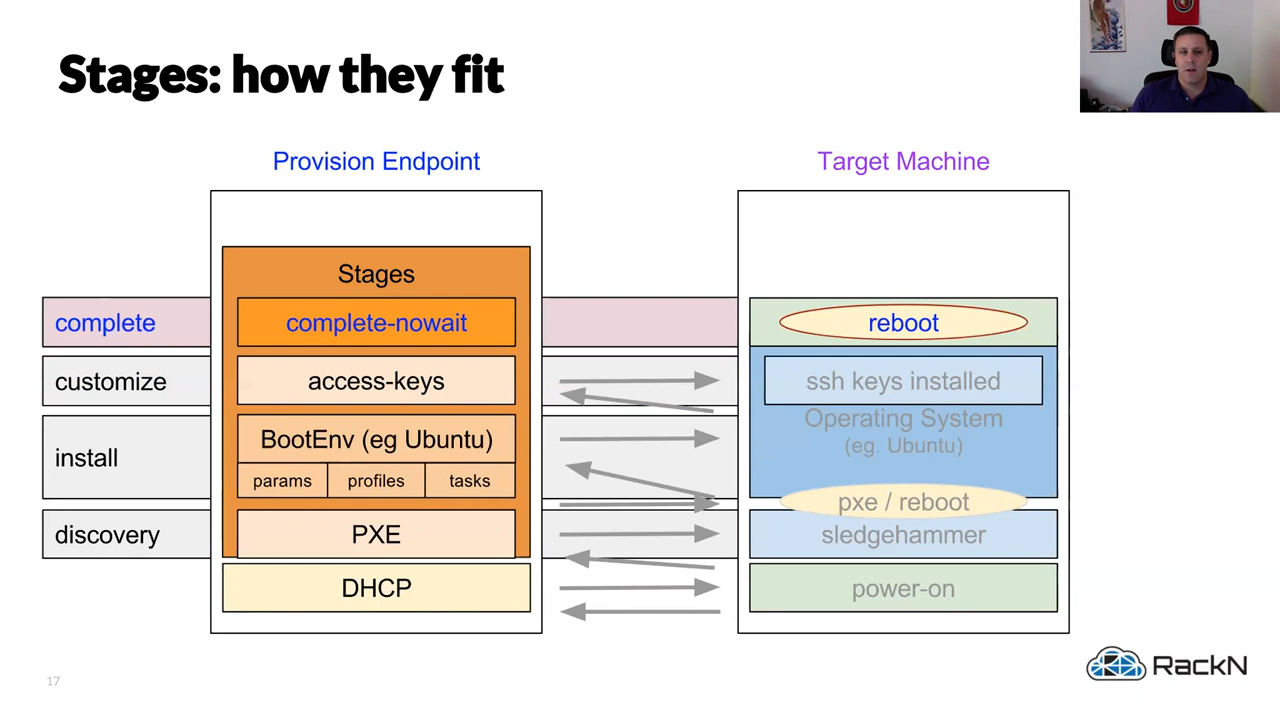 Stages: how they fit
Provision Endpoint
Target Machine
Stages
complete
complete-nowait
reboot
customize
access-keys
ssh keys installed
Operating System
(eg. Ubuntu)
install
BootEnv (eg Ubuntu)
params
profiles
tasks
pxe / reboot
discovery
PXE
sledgehammer
DHCP
power-on
17
RackN